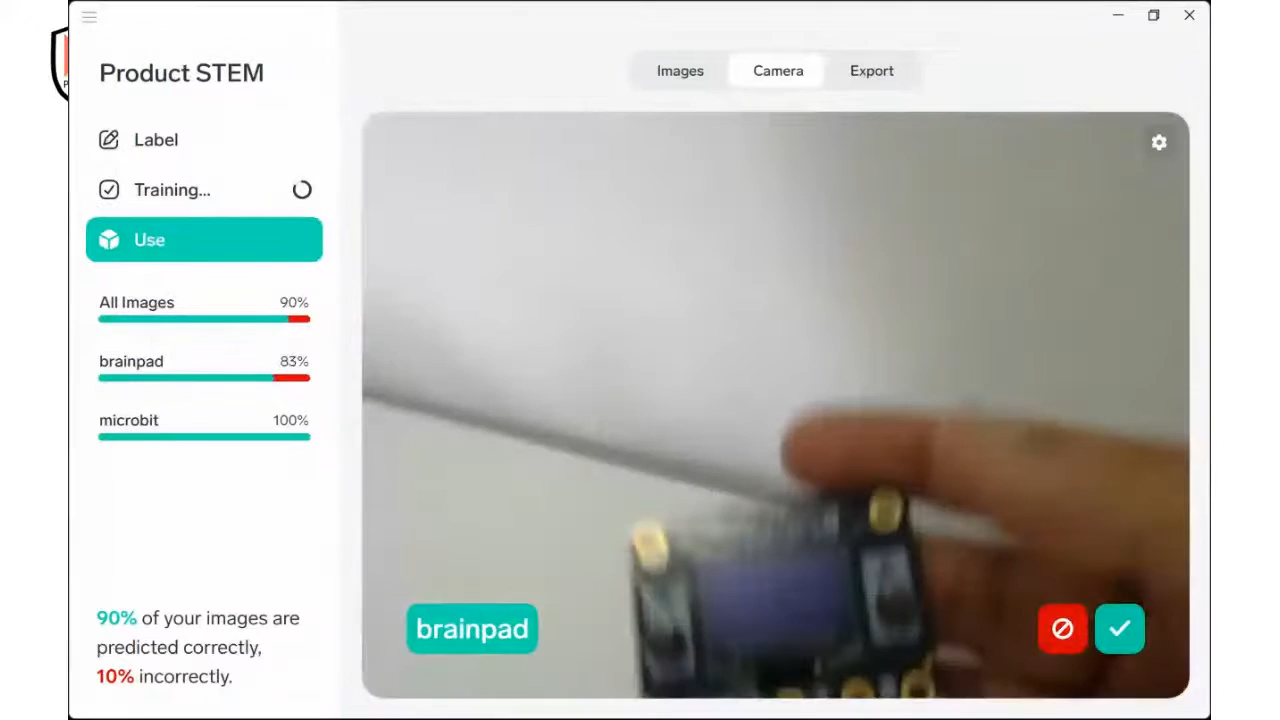 Product STEM
Images
Camera
Export
Label
Training...
Use
All Images 90%
brainpad 83%
microbit 100%
90% of your images are
predicted correctly,
10% incorrectly.
brainpad